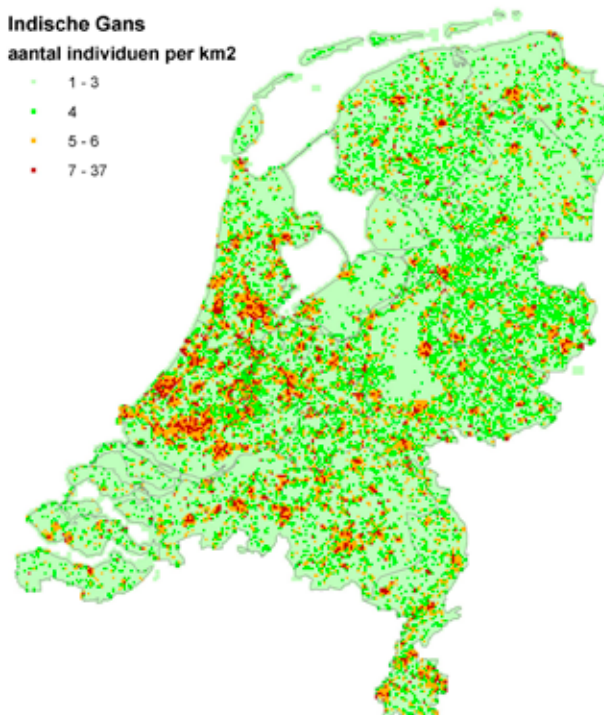 Indische Gans
aantal individuen per km2
1 - 3
4
5 - 6
7 - 37